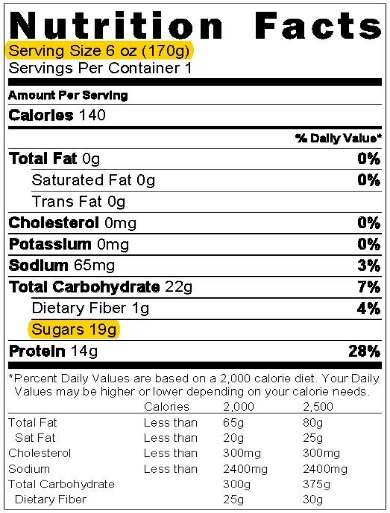 Nutrition Facts
Serving Size 6 oz (170g)
Servings Per Container 1
Amount Per Serving
Calories 140
% Daily Value*
Total Fat 0g 0%
Saturated Fat 0g 0%
Trans Fat 0g
Cholesterol 0mg 0%
Potassium 0mg 0%
Sodium 65mg 3%
Total Carbohydrate 22g 7%
Dietary Fiber 1g 4%
Sugars 19g
Protein 14g 28%
*Percent Daily Values are based on a 2,000 calorie diet. Your Daily
Values may be higher or lower depending on your calorie needs.
Calories 2,000 2,500
Total Fat Less than 65g 80g
Sat Fat Less than 20g 25g
Cholesterol Less than 300mg 300mg
Sodium Less than 2400mg 2400mg
Total Carbohydrate 300g 375g
Dietary Fiber 25g 30g